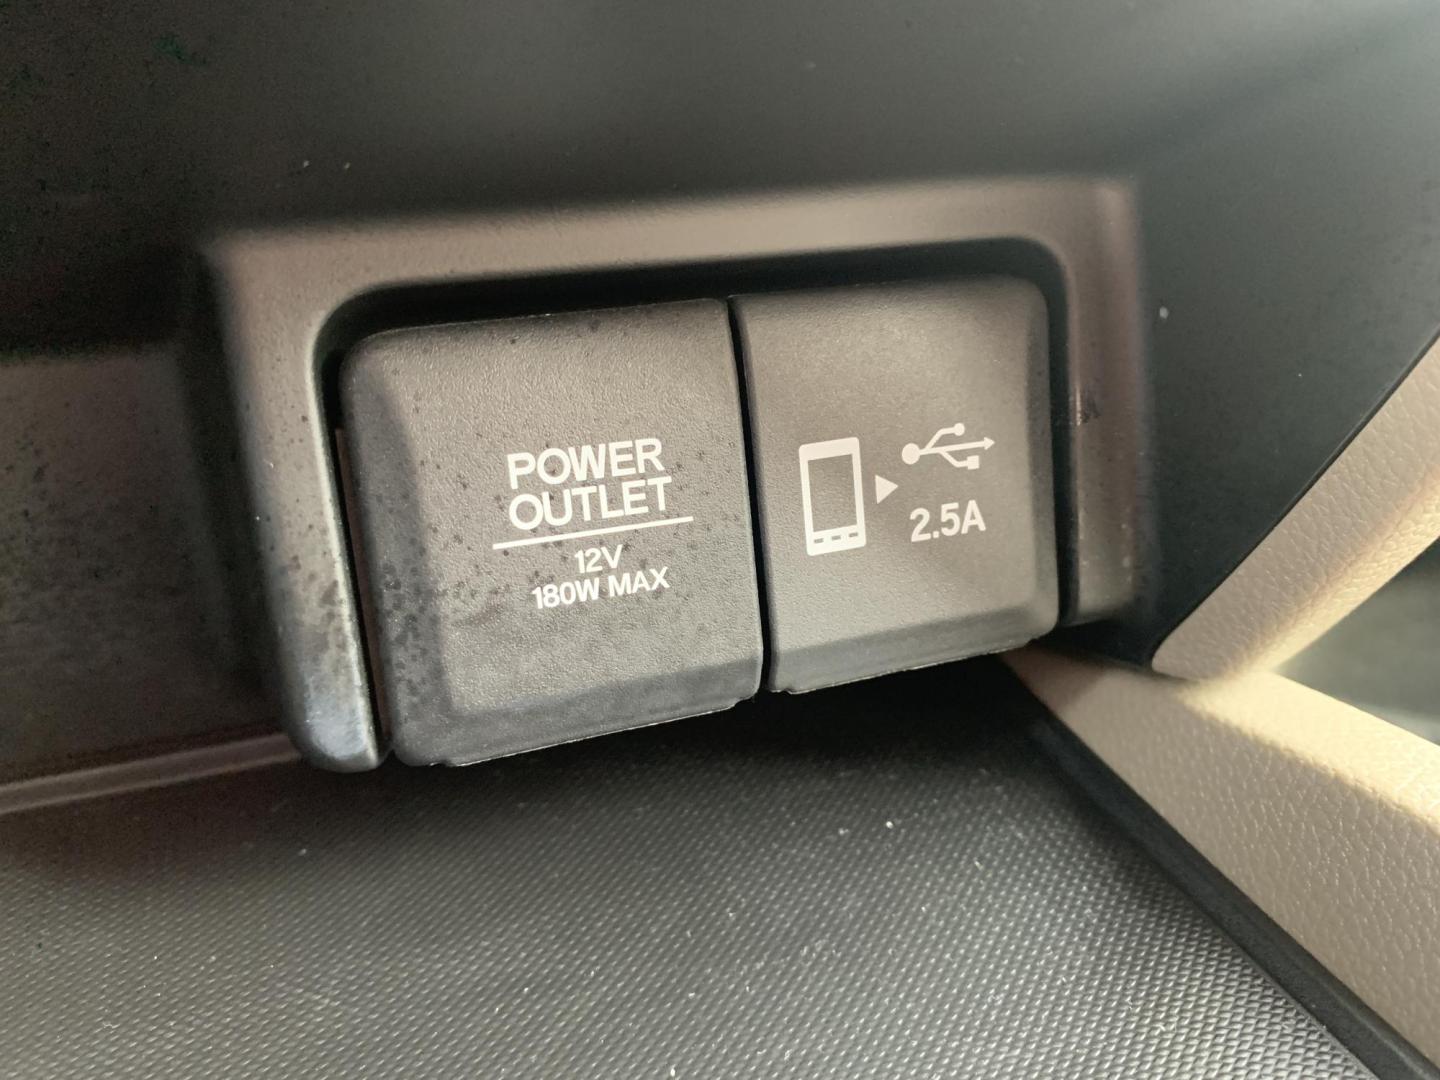 POWER
OUTLET
12V
180W MAX
2.5A